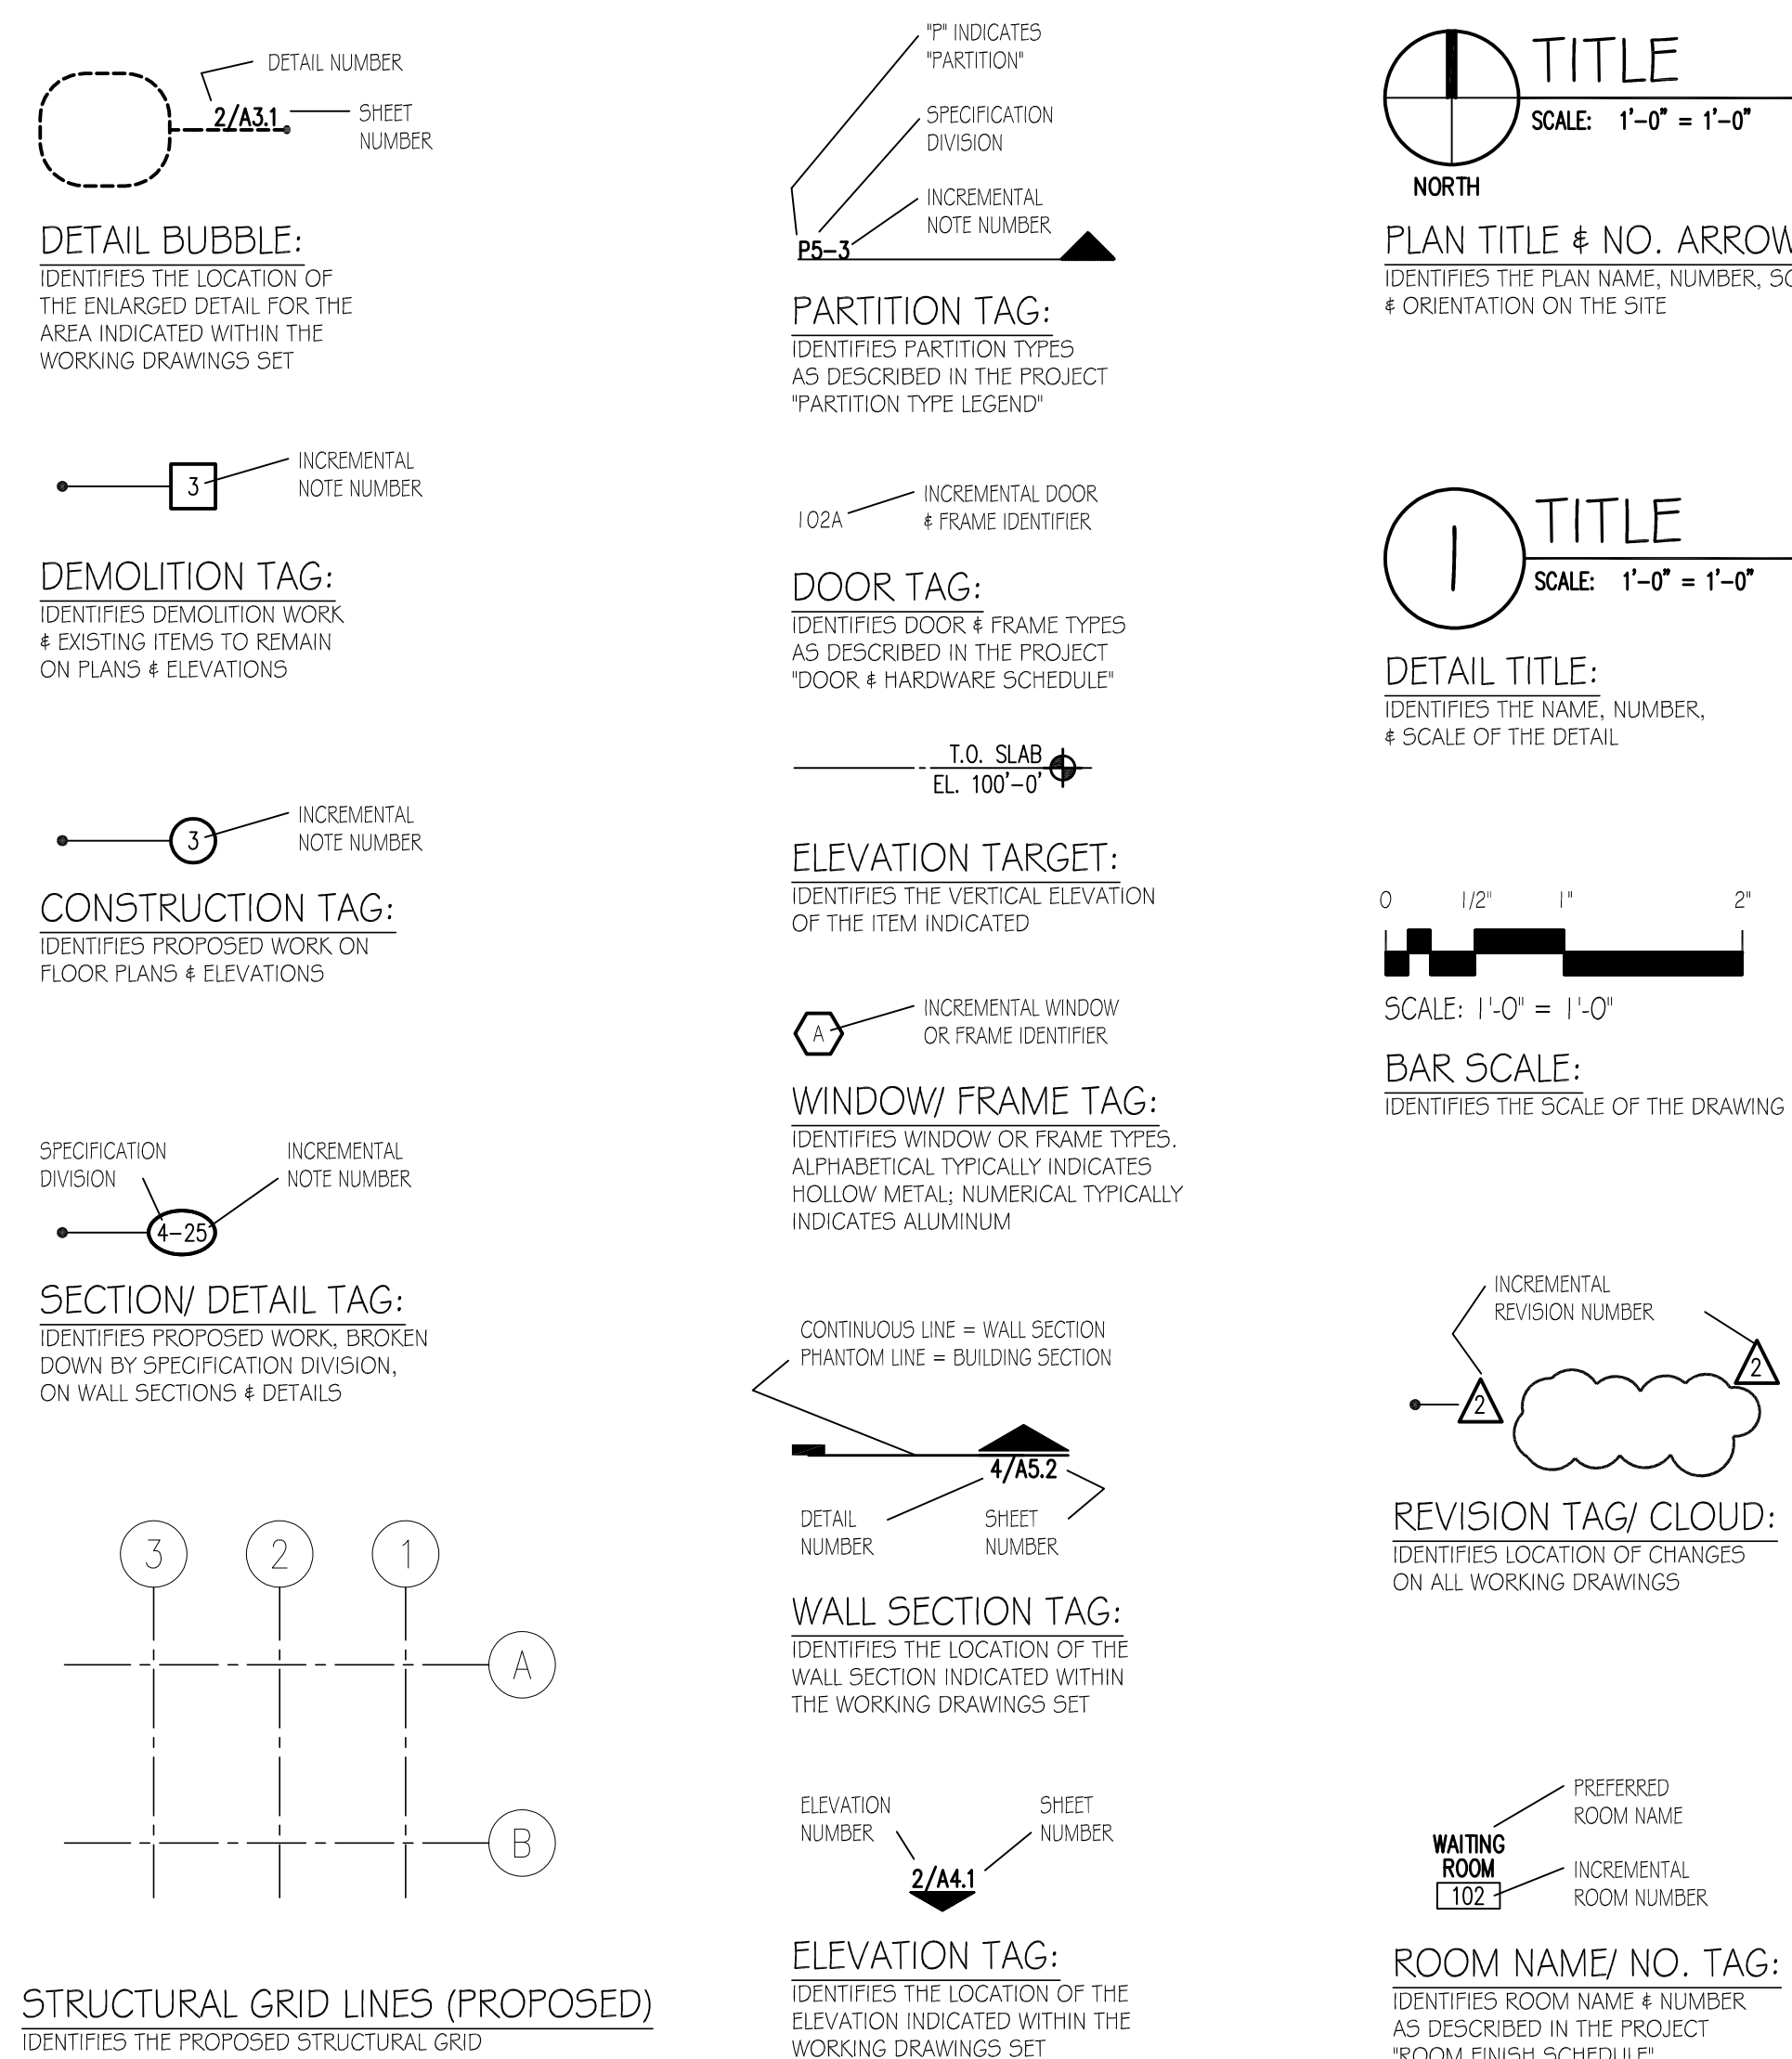 DETAIL NUMBER
2/A3.1
SHEET
NUMBER
DETAIL BUBBLE:
IDENTIFIES THE LOCATION OF
THE ENLARGED DETAIL FOR THE
AREA INDICATED WITHIN THE
WORKING DRAWINGS SET
3
INCREMENTAL
NOTE NUMBER
DEMOLITION TAG:
IDENTIFIES DEMOLITION WORK
& EXISTING ITEMS TO REMAIN
ON PLANS & ELEVATIONS
3
INCREMENTAL
NOTE NUMBER
CONSTRUCTION TAG:
IDENTIFIES PROPOSED WORK ON
FLOOR PLANS & ELEVATIONS
SPECIFICATION
DIVISION
INCREMENTAL
NOTE NUMBER
4-25
SECTION/ DETAIL TAG:
IDENTIFIES PROPOSED WORK, BROKEN
DOWN BY SPECIFICATION DIVISION,
ON WALL SECTIONS & DETAILS
3 2 1
A
B
STRUCTURAL GRID LINES (PROPOSED)
IDENTIFIES THE PROPOSED STRUCTURAL GRID
"P" INDICATES
"PARTITION"
SPECIFICATION
DIVISION
INCREMENTAL
NOTE NUMBER
P5-3
PARTITION TAG:
IDENTIFIES PARTITION TYPES
AS DESCRIBED IN THE PROJECT
"PARTITION TYPE LEGEND"
102A
INCREMENTAL DOOR
& FRAME IDENTIFIER
DOOR TAG:
IDENTIFIES DOOR & FRAME TYPES
AS DESCRIBED IN THE PROJECT
"DOOR & HARDWARE SCHEDULE"
T.O. SLAB
EL. 100'-0'
ELEVATION TARGET:
IDENTIFIES THE VERTICAL ELEVATION
OF THE ITEM INDICATED
A
INCREMENTAL WINDOW
OR FRAME IDENTIFIER
WINDOW/ FRAME TAG:
IDENTIFIES WINDOW OR FRAME TYPES.
ALPHABETICAL TYPICALLY INDICATES
HOLLOW METAL; NUMERICAL TYPICALLY
INDICATES ALUMINUM
CONTINUOUS LINE = WALL SECTION
PHANTOM LINE = BUILDING SECTION
4/A5.2
DETAIL
NUMBER
SHEET
NUMBER
WALL SECTION TAG:
IDENTIFIES THE LOCATION OF THE
WALL SECTION INDICATED WITHIN
THE WORKING DRAWINGS SET
ELEVATION
NUMBER
SHEET
NUMBER
2/A4.1
ELEVATION TAG:
IDENTIFIES THE LOCATION OF THE
ELEVATION INDICATED WITHIN THE
WORKING DRAWINGS SET
TITLE
SCALE: 1'-0" = 1'-0"
NORTH
PLAN TITLE & NO. ARROW
IDENTIFIES THE PLAN NAME, NUMBER, SC
& ORIENTATION ON THE SITE
1
TITLE
SCALE: 1'-0" = 1'-0"
DETAIL TITLE:
IDENTIFIES THE NAME, NUMBER,
& SCALE OF THE DETAIL
0 1/2" 1" 2"
SCALE: 1'-0" = 1'-0"
BAR SCALE:
IDENTIFIES THE SCALE OF THE DRAWING
INCREMENTAL
REVISION NUMBER
2
2
REVISION TAG/ CLOUD:
IDENTIFIES LOCATION OF CHANGES
ON ALL WORKING DRAWINGS
PREFERRED
ROOM NAME
WAITING
ROOM
102
INCREMENTAL
ROOM NUMBER
ROOM NAME/ NO. TAG:
IDENTIFIES ROOM NAME & NUMBER
AS DESCRIBED IN THE PROJECT
"ROOM FINISH SCHEDULE"